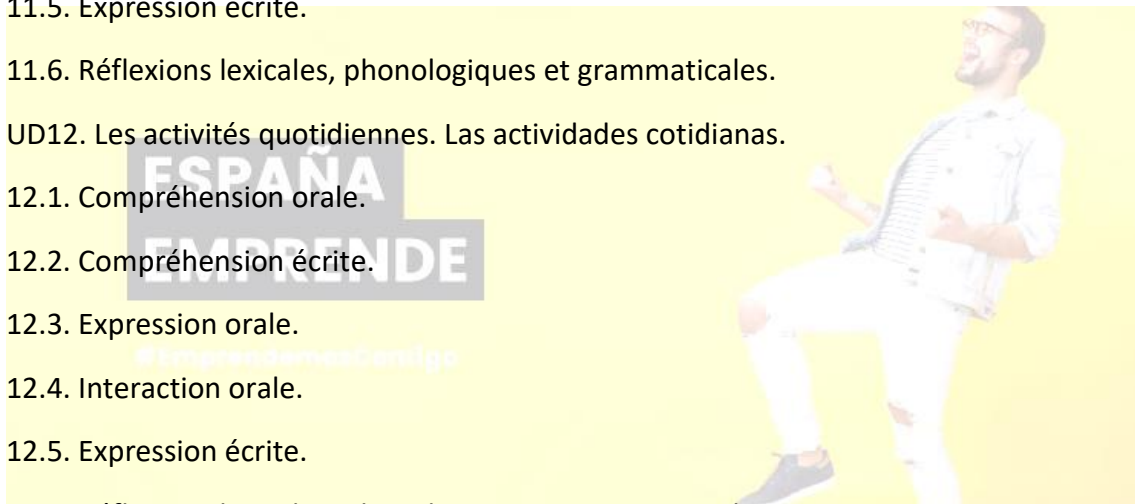 11.5. Expression écrite.
11.6. Réflexions lexicales, phonologiques et grammaticales.
UD12. Les activités quotidiennes. Las actividades cotidianas.
ESPAÑA
12.1. Compréhension orale.
EMPRENDE
12.2. Compréhension écrite.
12.3. Expression orale.
#EmprendemosContigo
12.4. Interaction orale.
12.5. Expression écrite.